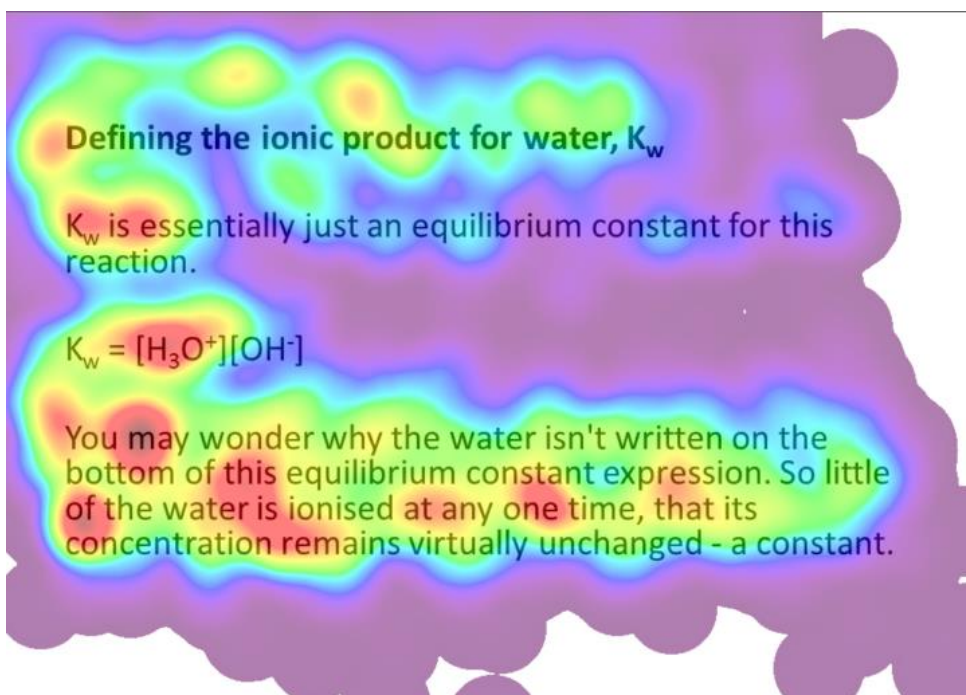 Defining the ionic product for water, Kw
Kw is essentially just an equilibrium constant for this
reaction.
Kw = [H₃O⁺][OH⁻]
You may wonder why the water isn't written on the
bottom of this equilibrium constant expression. So little
of the water is ionised at any one time, that its
concentration remains virtually unchanged - a constant.